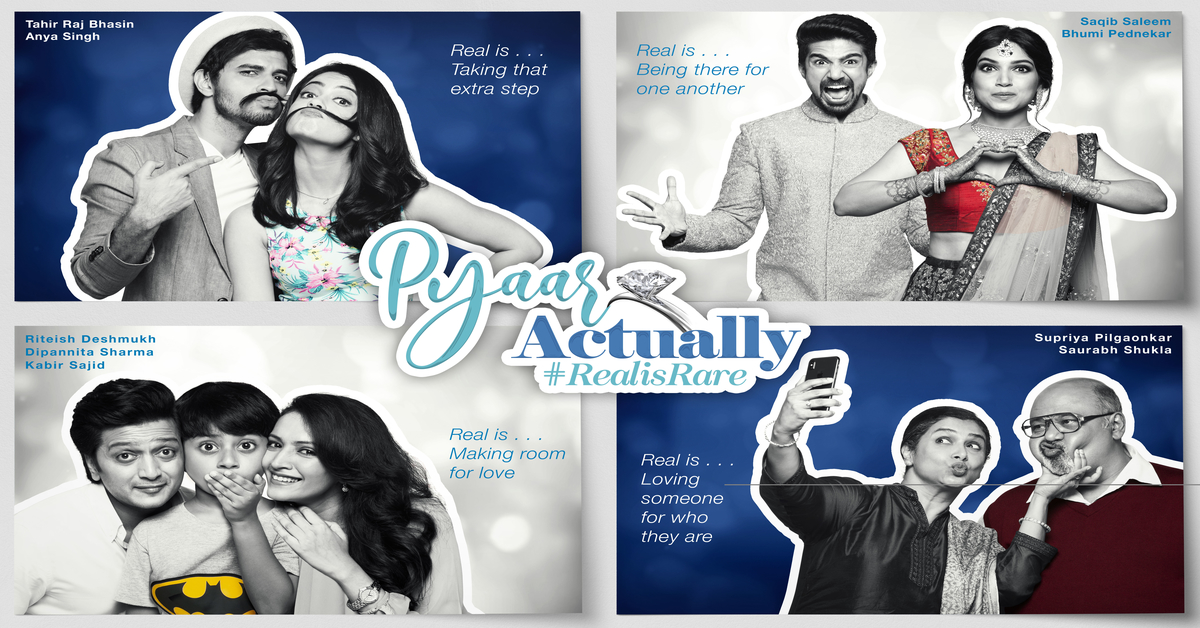 Tahir Raj Bhasin
Anya Singh
Real is . . .
Taking that
extra step
Real is . . .
Being there for
one another
Saqib Saleem
Bhumi Pednekar
Pyaar
Actually
#RealisRare
Riteish Deshmukh
Dipannita Sharma
Kabir Sajid
Real is . . .
Making room
for love
Supriya Pilgaonkar
Saurabh Shukla
Real is . . .
Loving
someone
for who
they are